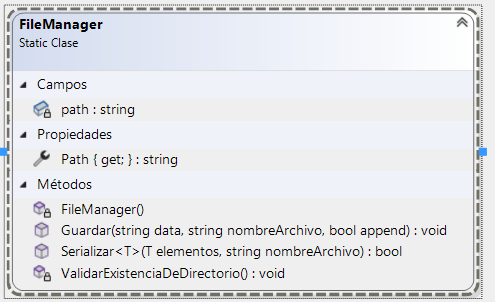 FileManager
Static Clase
Campos
path : string
Propiedades
Path { get; } : string
Métodos
FileManager()
Guardar(string data, string nombreArchivo, bool append) : void
Serializar<T>(T elementos, string nombreArchivo) : bool
ValidarExistenciaDeDirectorio() : void